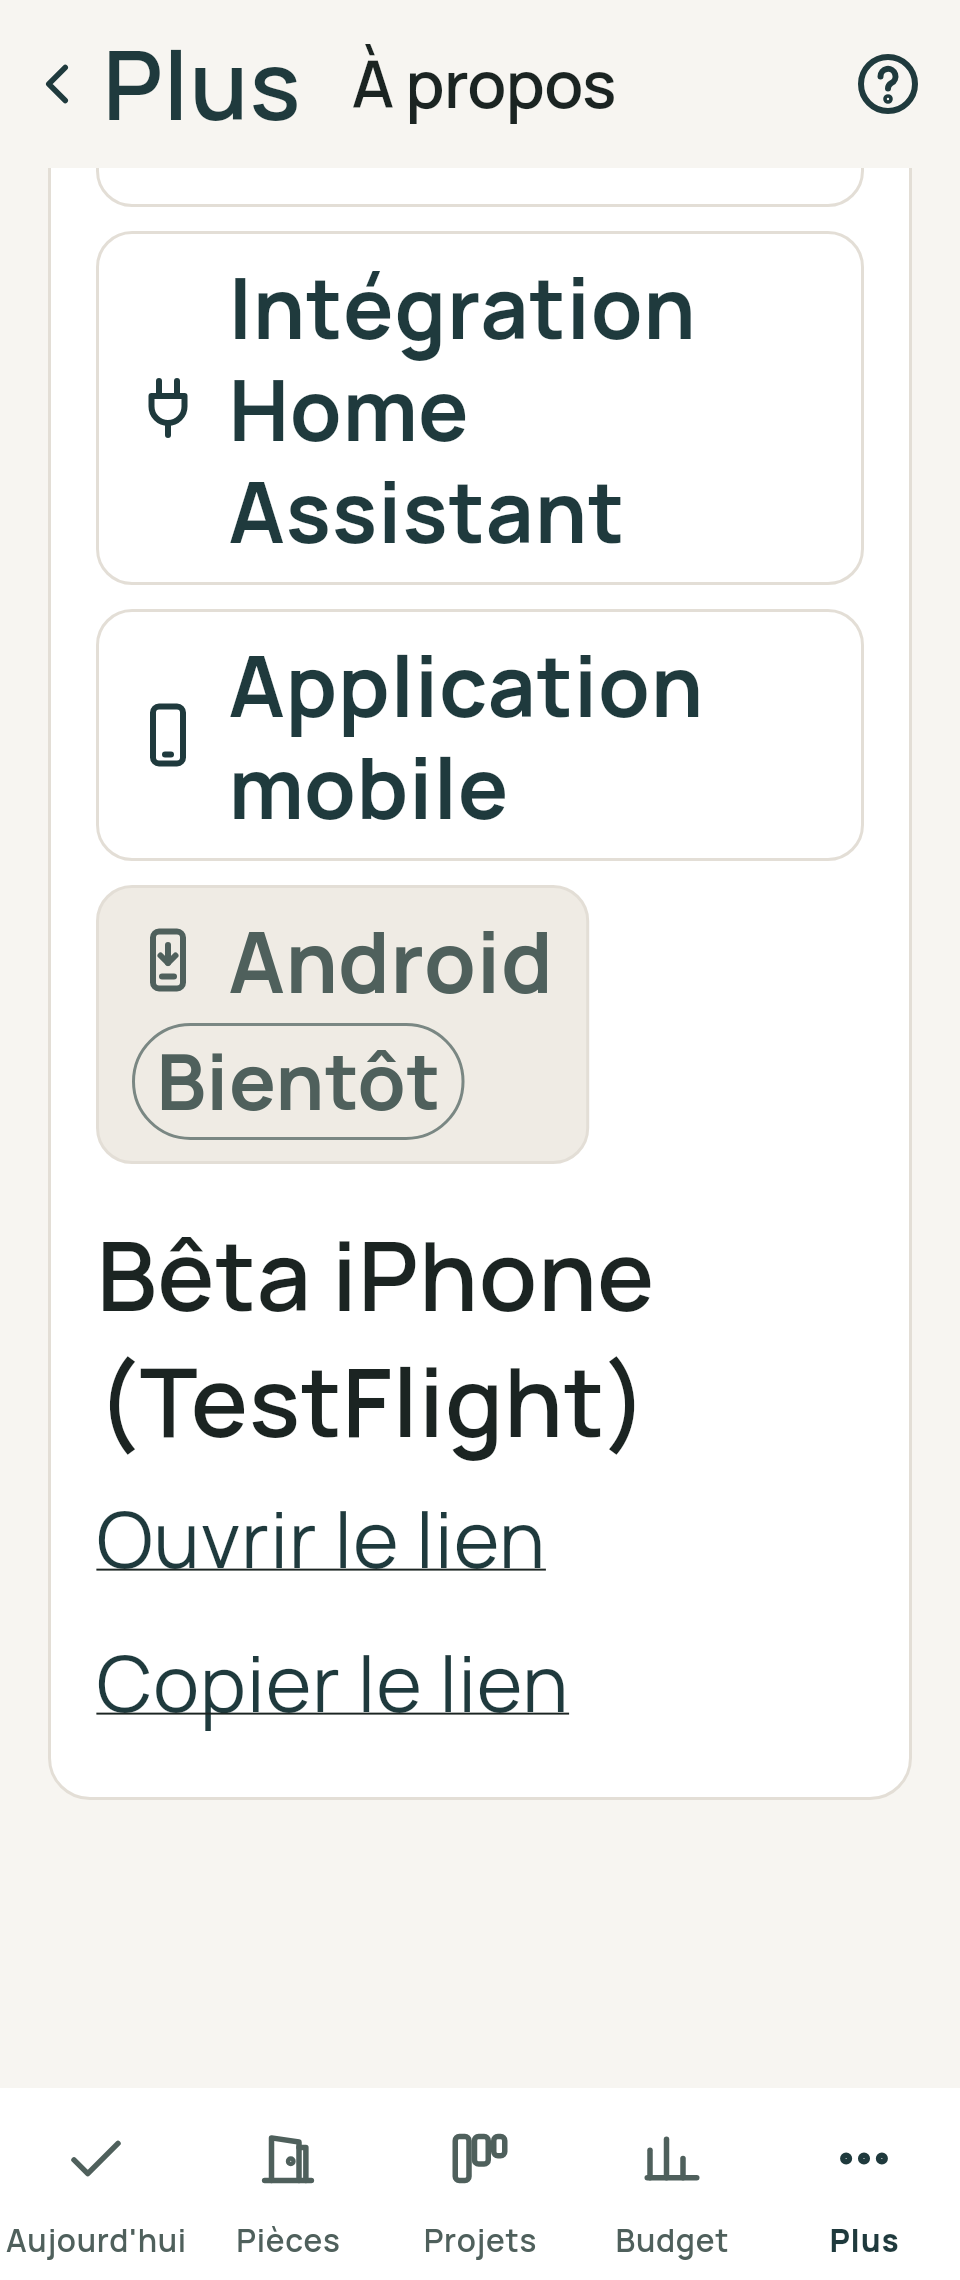 Plus À propos
Intégration
Home
Assistant
Application
mobile
Android
Bientôt
Bêta iPhone
(TestFlight)
Ouvrir le lien
Copier le lien
Aujourd'hui Pièces Projets Budget Plus